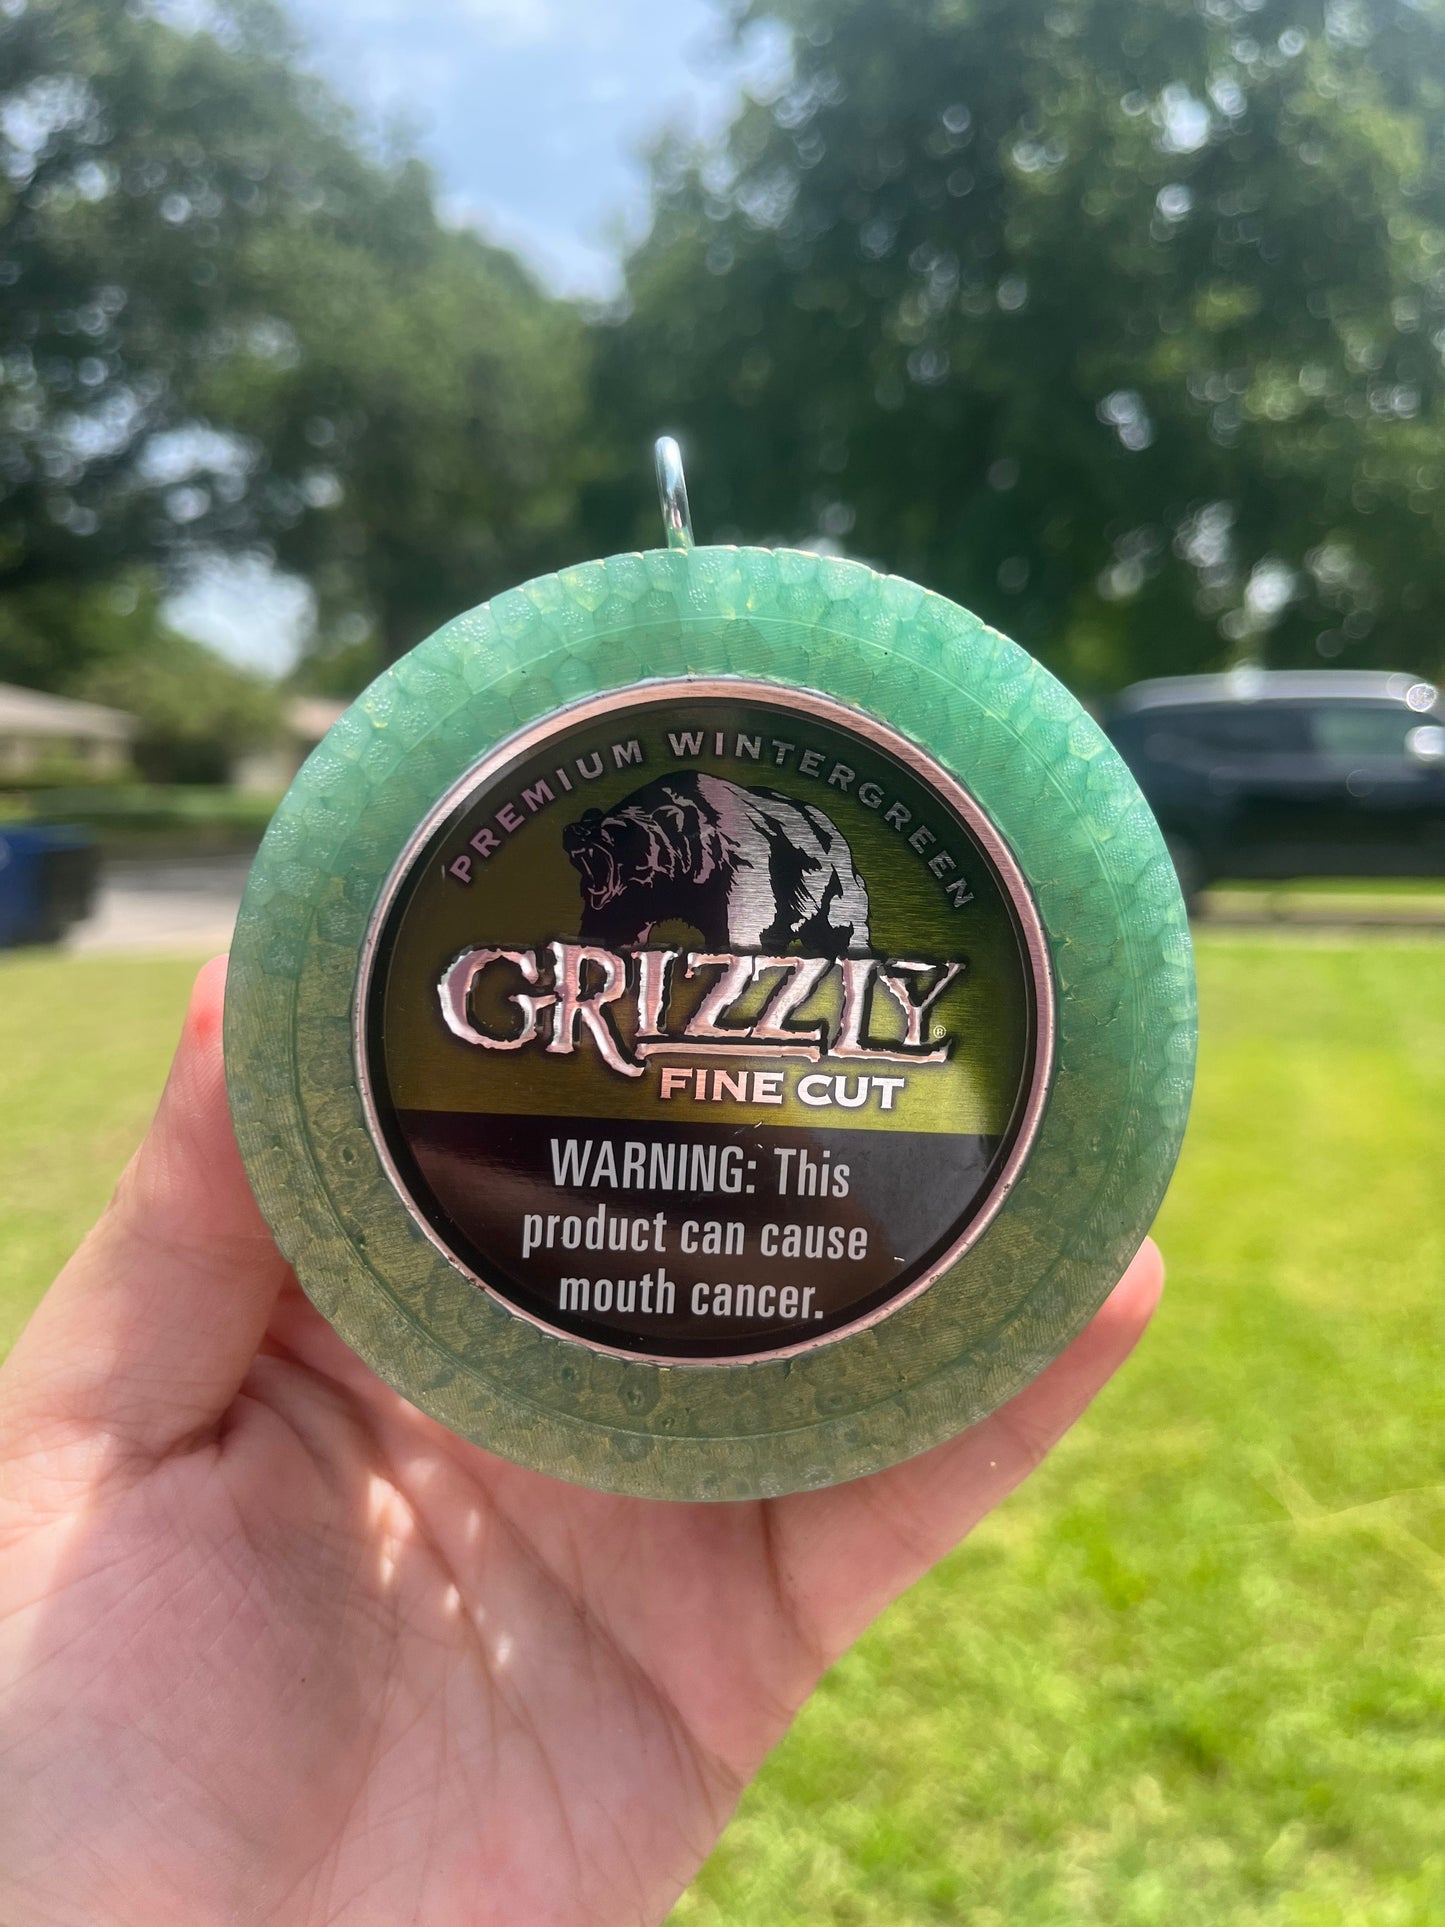 PREMIUM WINTERGREEN
GRIZZLY®
FINE CUT
WARNING: This
product can cause
mouth cancer.